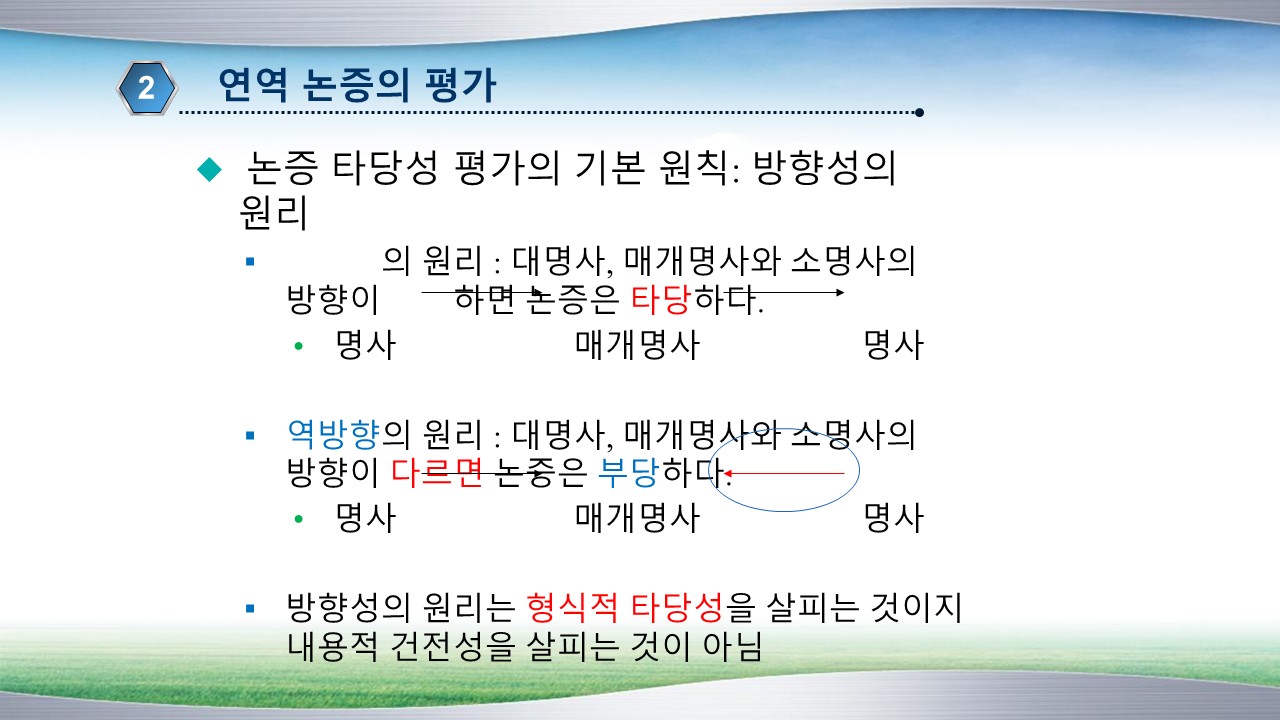 2
연역 논증의 평가
논증 타당성 평가의 기본 원칙: 방향성의
원리
의 원리 : 대명사, 매개명사와 소명사의
방향이 하면 논증은 타당하다.
명사 매개명사 명사
역방향의 원리 : 대명사, 매개명사와 소명사의
방향이 다르면 논증은 부당하다.
명사 매개명사 명사
방향성의 원리는 형식적 타당성을 살피는 것이지
내용적 건전성을 살피는 것이 아님